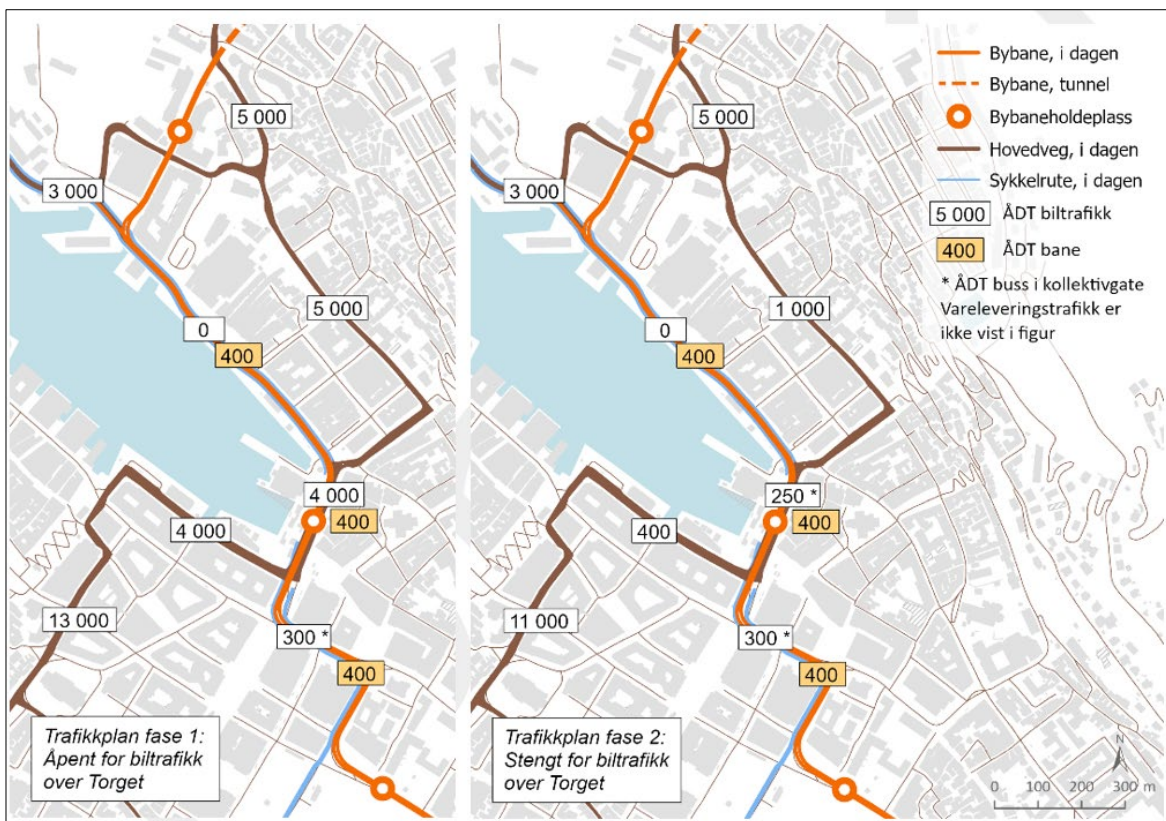 5 000
3 000
5 000
0
400
4 000
400
4 000
13 000
300 *
400
Trafikkplan fase 1:
Åpent for biltrafikk
over Torget
5 000
3 000
1 000
0
400
250 *
400
400
11 000
300 *
400
Trafikkplan fase 2:
Stengt for biltrafikk
over Torget
Bybane, i dagen
Bybane, tunnel
Bybaneholdeplass
Hovedveg, i dagen
Sykkelrute, i dagen
5 000 ÅDT biltrafikk
400 ÅDT bane
* ÅDT buss i kollektivgate
Vareleveringstrafikk er
ikke vist i figur
N
0 100 200 300 m